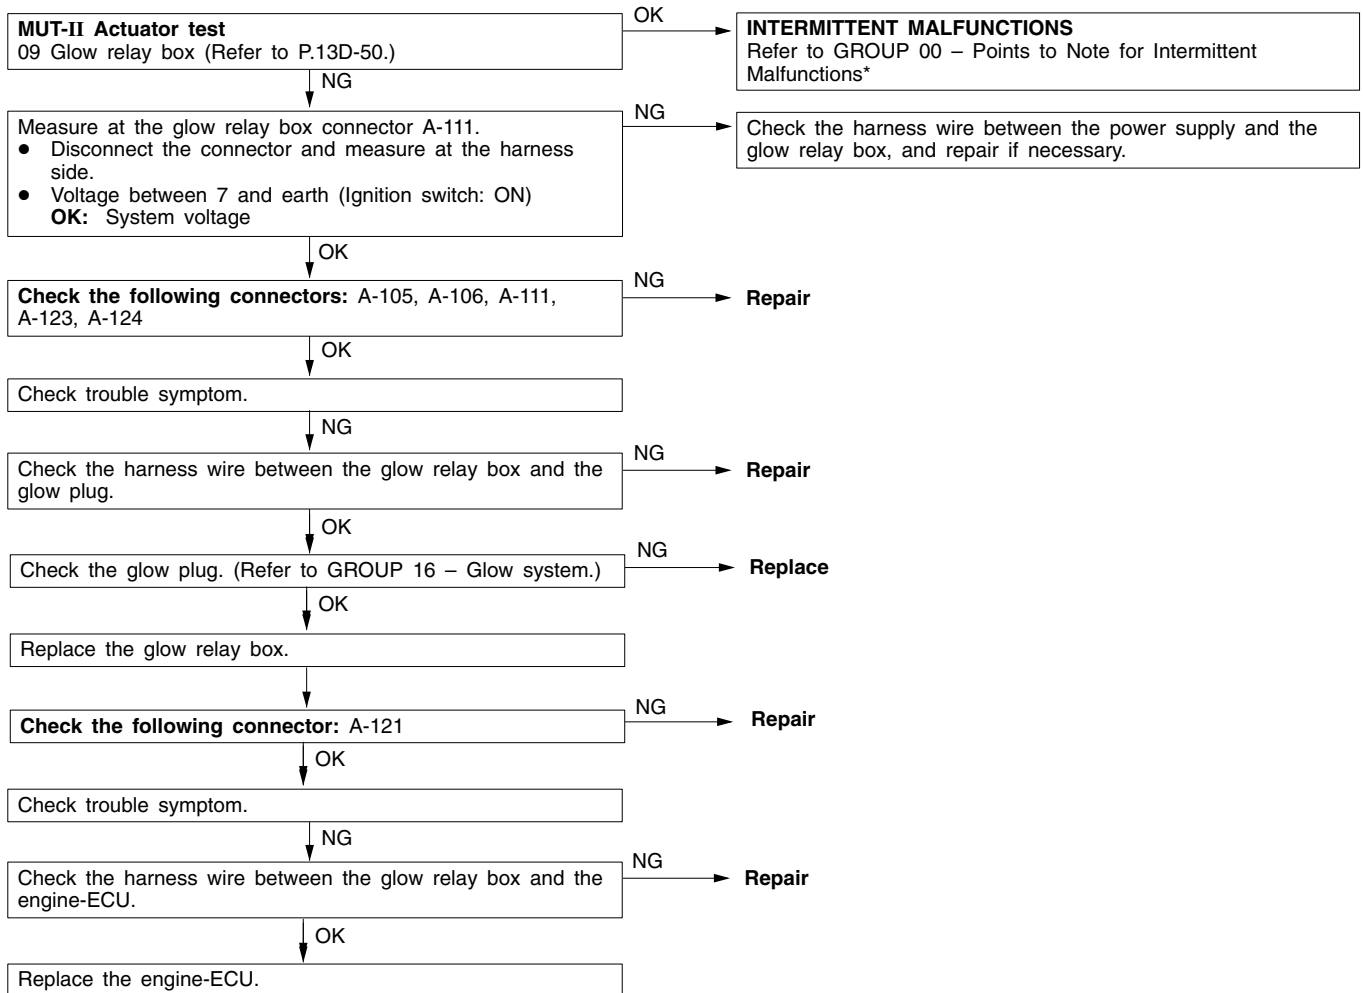 MUT-II Actuator test
09 Glow relay box (Refer to P.13D-50.)
OK
INTERMITTENT MALFUNCTIONS
Refer to GROUP 00 – Points to Note for Intermittent
Malfunctions*
NG
Measure at the glow relay box connector A-111.
● Disconnect the connector and measure at the harness
side.
● Voltage between 7 and earth (Ignition switch: ON)
OK: System voltage
NG
Check the harness wire between the power supply and the
glow relay box, and repair if necessary.
OK
Check the following connectors: A-105, A-106, A-111,
A-123, A-124
NG
Repair
OK
Check trouble symptom.
NG
Check the harness wire between the glow relay box and the
glow plug.
NG
Repair
OK
Check the glow plug. (Refer to GROUP 16 – Glow system.)
NG
Replace
OK
Replace the glow relay box.
Check the following connector: A-121
NG
Repair
OK
Check trouble symptom.
NG
Check the harness wire between the glow relay box and the
engine-ECU.
NG
Repair
OK
Replace the engine-ECU.